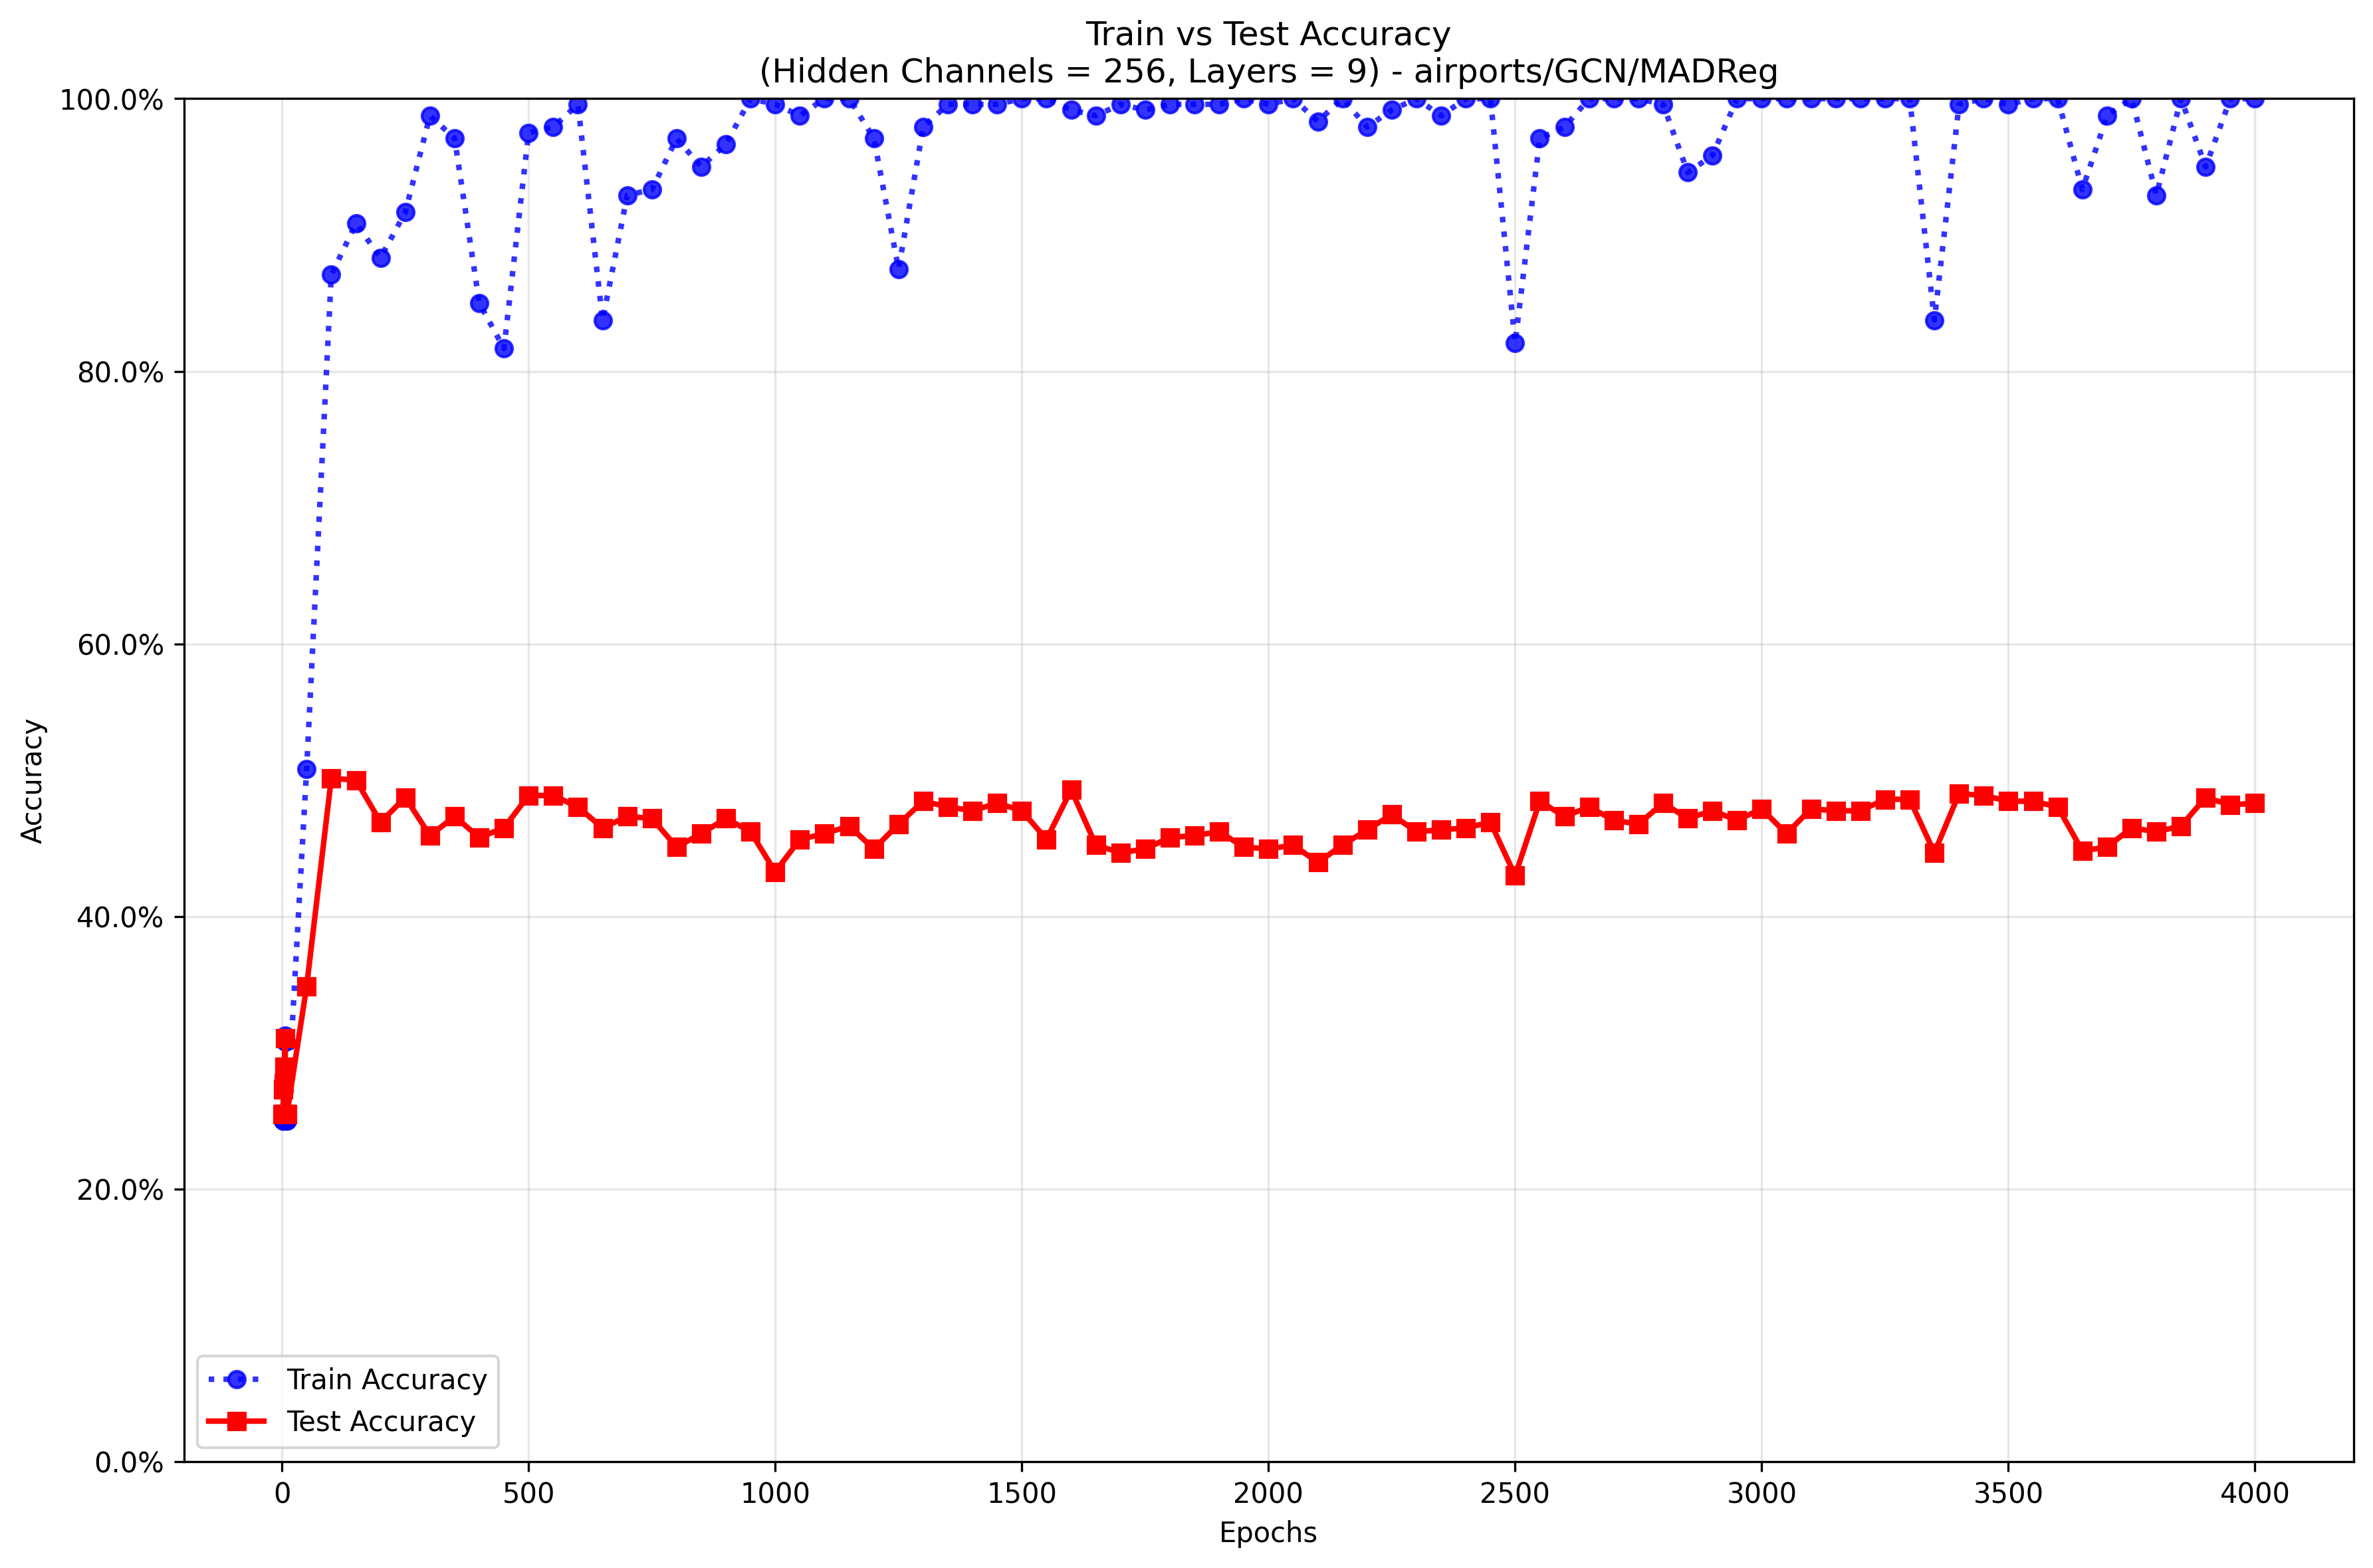 Train vs Test Accuracy
(Hidden Channels = 256, Layers = 9) - airports/GCN/MADReg
100.0%
80.0%
60.0%
40.0%
20.0%
0.0%
Accuracy
Train Accuracy
Test Accuracy
0 500 1000 1500 2000 2500 3000 3500 4000
Epochs